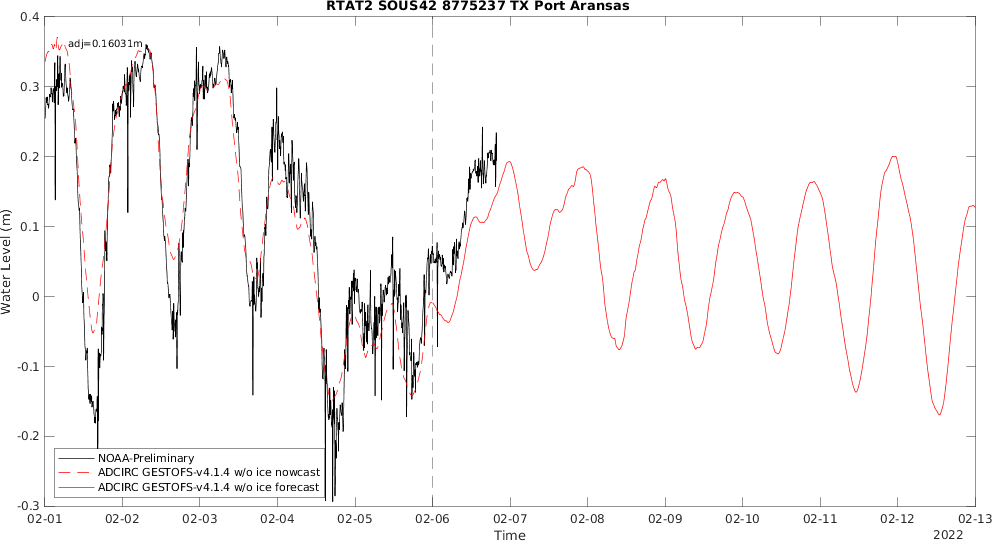 RTAT2 SOUS42 8775237 TX Port Aransas
adj=0.16031m
0.4
0.3
0.2
0.1
0
-0.1
-0.2
-0.3
Water Level (m)
NOAA-Preliminary
ADCIRC GESTOFS-v4.1.4 w/o ice nowcast
ADCIRC GESTOFS-v4.1.4 w/o ice forecast
02-01 02-02 02-03 02-04 02-05 02-06 02-07 02-08 02-09 02-10 02-11 02-12 02-13
Time
2022